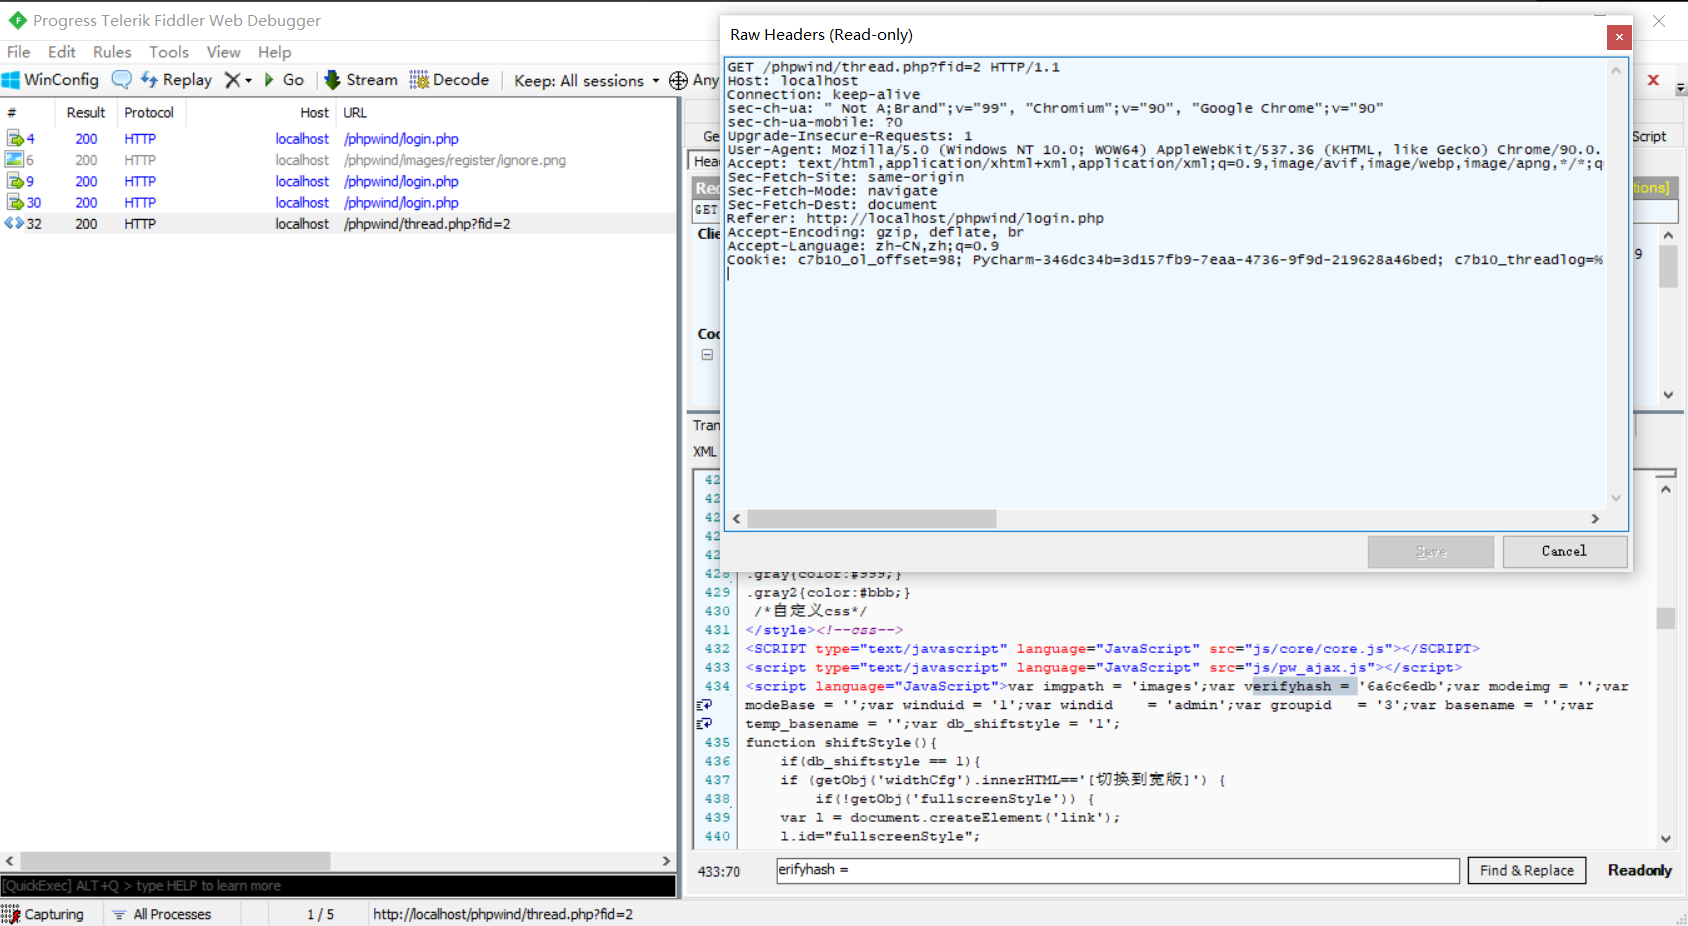 Progress Telerik Fiddler Web Debugger
File Edit Rules Tools View Help
WinConfig Replay Go Stream Decode Keep: All sessions Any
# Result Protocol Host URL
4 200 HTTP localhost /phpwind/login.php
6 200 HTTP localhost /phpwind/images/register/ignore.png
9 200 HTTP localhost /phpwind/login.php
30 200 HTTP localhost /phpwind/login.php
32 200 HTTP localhost /phpwind/thread.php?fid=2
[QuickExec] ALT+Q > type HELP to learn more
Capturing All Processes 1 / 5 http://localhost/phpwind/thread.php?fid=2
Raw Headers (Read-only)
GET /phpwind/thread.php?fid=2 HTTP/1.1
Host: localhost
Connection: keep-alive
sec-ch-ua: " Not A;Brand";v="99", "Chromium";v="90", "Google Chrome";v="90"
sec-ch-ua-mobile: ?0
Upgrade-Insecure-Requests: 1
User-Agent: Mozilla/5.0 (Windows NT 10.0; WOW64) AppleWebKit/537.36 (KHTML, like Gecko) Chrome/90.0.
Accept: text/html,application/xhtml+xml,application/xml;q=0.9,image/avif,image/webp,image/apng,*/*;q=
Sec-Fetch-Site: same-origin
Sec-Fetch-Mode: navigate
Sec-Fetch-Dest: document
Referer: http://localhost/phpwind/login.php
Accept-Encoding: gzip, deflate, br
Accept-Language: zh-CN,zh;q=0.9
Cookie: c7b10_ol_offset=98; Pycharm-346dc34b=3d157fb9-7eaa-4736-9f9d-219628a46bed; c7b10_threadlog=%
Save Cancel
Ge Script
Hea
Rec tions]
GET
Clie
9
Coo
Tran
XML
42
42
42
42
42
428 .gray{color:#999;}
429 .gray2{color:#bbb;}
430 /*自定义css*/
431 </style><!--css-->
432 <SCRIPT type="text/javascript" language="JavaScript" src="js/core/core.js"></SCRIPT>
433 <script type="text/javascript" language="JavaScript" src="js/pw_ajax.js"></script>
434 <script language="JavaScript">var imgpath = 'images';var verifyhash = '6a6c6edb';var modeimg = '';var
modeBase = '';var winduid = '1';var windid = 'admin';var groupid = '3';var basename = '';var
temp_basename = '';var db_shiftstyle = '1';
435 function shiftStyle(){
436 if(db_shiftstyle == 1){
437 if (getObj('widthCfg').innerHTML=='[切换到宽版]') {
438 if(!getObj('fullscreenStyle')) {
439 var l = document.createElement('link');
440 l.id="fullscreenStyle";
433:70 erifyhash = Find & Replace Readonly